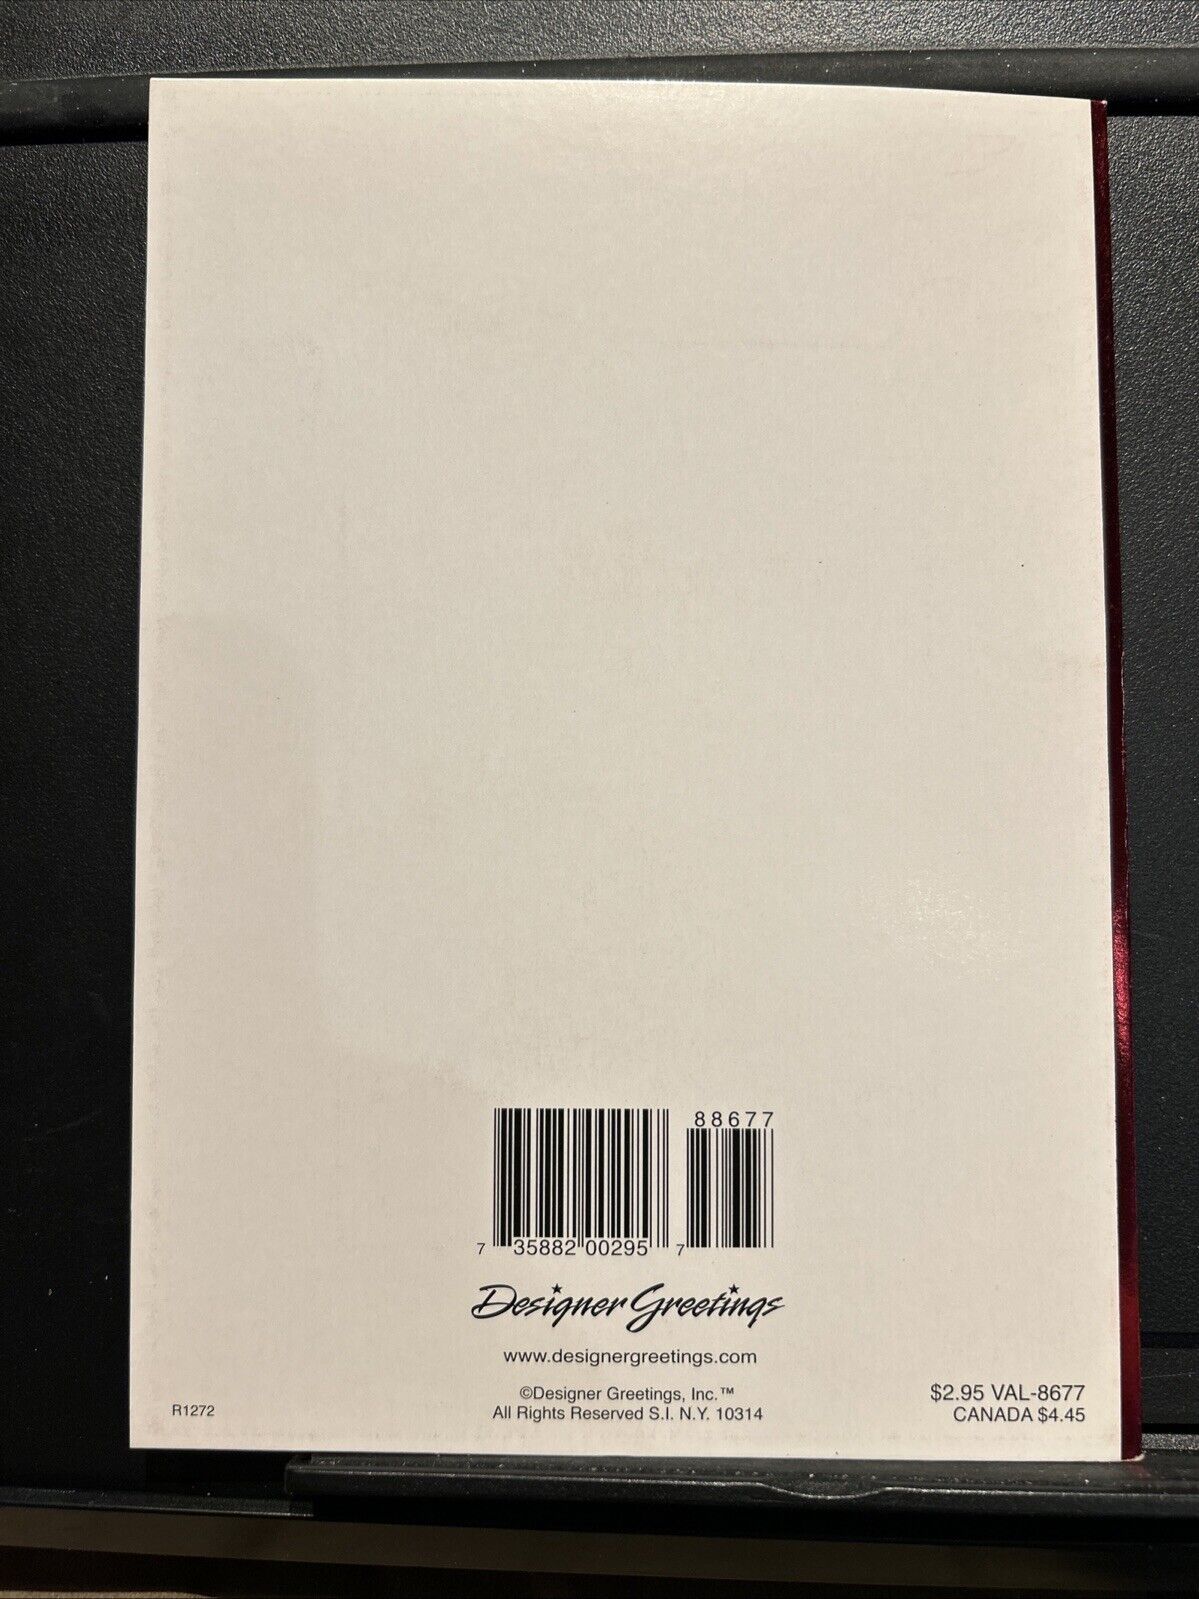 88677
7 35882 00295 7
Designer Greetings
www.designergreetings.com
©Designer Greetings, Inc.™
All Rights Reserved S.I. N.Y. 10314
R1272
$2.95 VAL-8677
CANADA $4.45